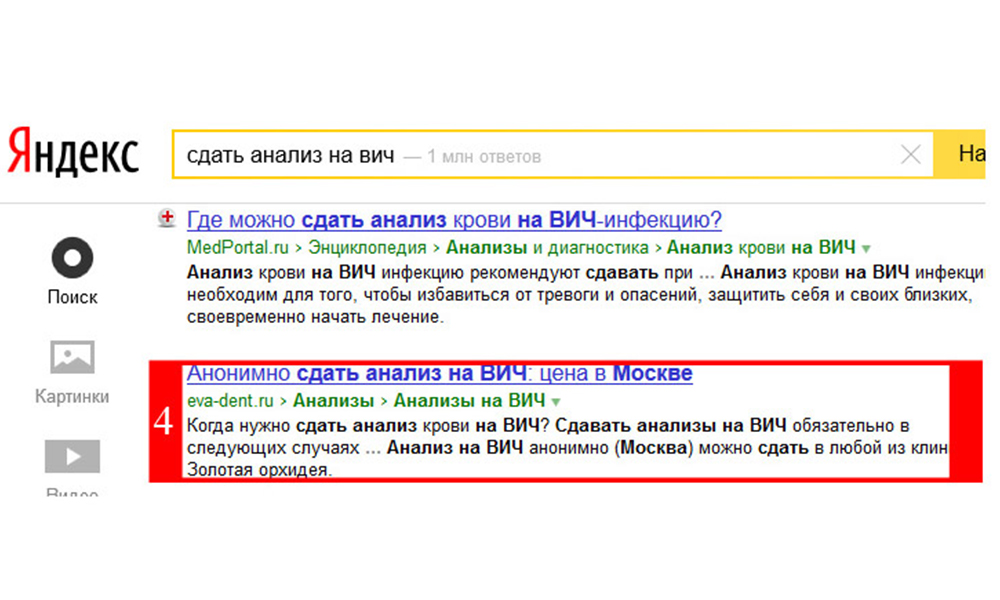 Яндекс
сдать анализ на вич — 1 млн ответов
На
Поиск
Картинки
Видео
Где можно сдать анализ крови на ВИЧ-инфекцию?
MedPortal.ru > Энциклопедия > Анализы и диагностика > Анализ крови на ВИЧ
Анализ крови на ВИЧ инфекцию рекомендуют сдавать при ... Анализ крови на ВИЧ инфекци
необходим для того, чтобы избавиться от тревоги и опасений, защитить себя и своих близких,
своевременно начать лечение.
4
Анонимно сдать анализ на ВИЧ: цена в Москве
eva-dent.ru > Анализы > Анализы на ВИЧ
Когда нужно сдать анализ крови на ВИЧ? Сдавать анализы на ВИЧ обязательно в
следующих случаях ... Анализ на ВИЧ анонимно (Москва) можно сдать в любой из клин
Золотая орхидея.